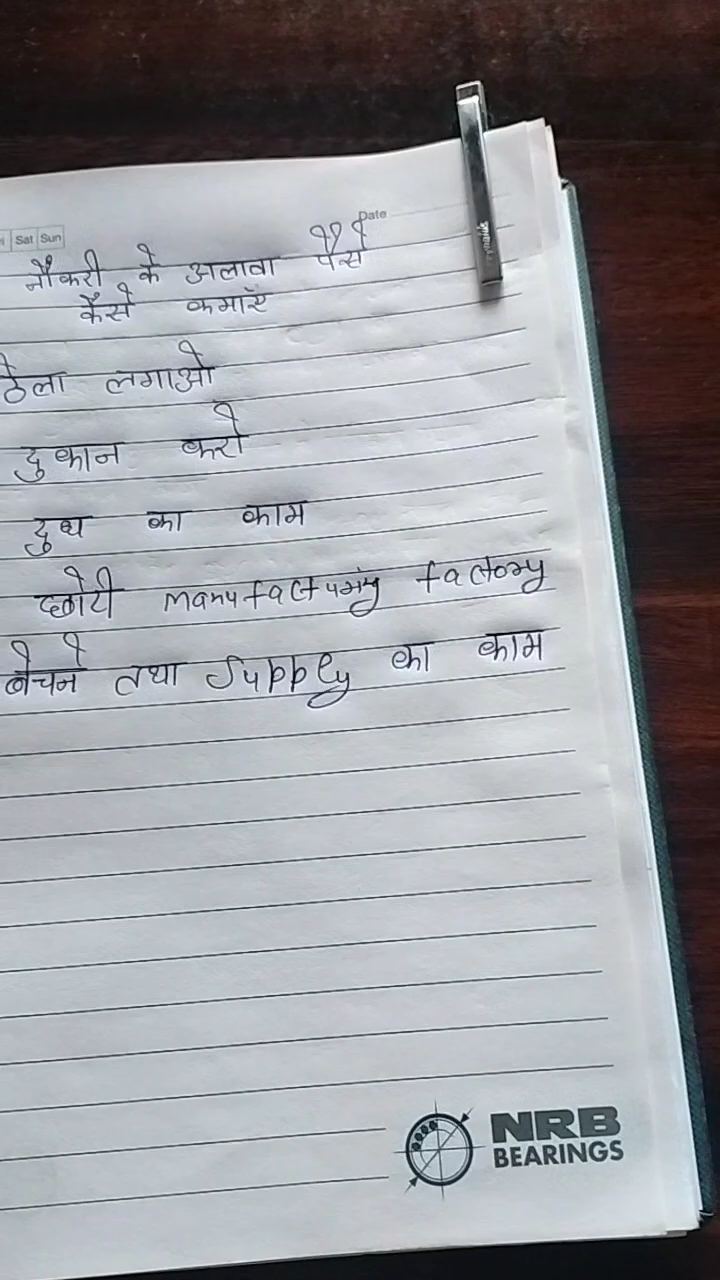 Sat Sun
Date
नौकरी के अलावा पैसे
कैसे कमाऐं
ठेला लगाओ
दुकान करो
दुध का काम
छोटी manufacturing factory
बेचने तथा Supply का काम
NRB
BEARINGS